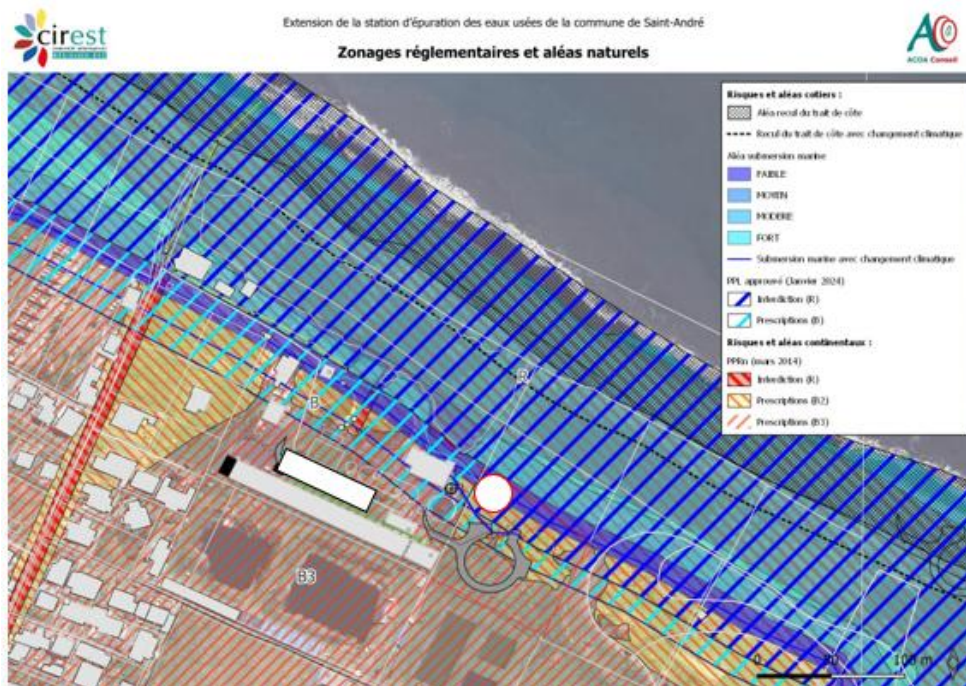 cirest
Extension de la station d'épuration des eaux usées de la commune de Saint-André
Zonages réglementaires et aléas naturels
ACOA Conseil
Risques et aléas cotiers :
Aléa recul du trait de côte
Recul du trait de côte avec changement climatique
Aléa submersion marine
FAIBLE
MOYEN
MODERE
FORT
Submersion marine avec changement climatique
PPL approuvé (Janvier 2024)
Interdiction (R)
Prescriptions (B)
Risques et aléas continentaux :
PPRn (mars 2014)
Interdiction (R)
Prescriptions (B2)
Prescriptions (B3)
R
B
B3
0
100 m